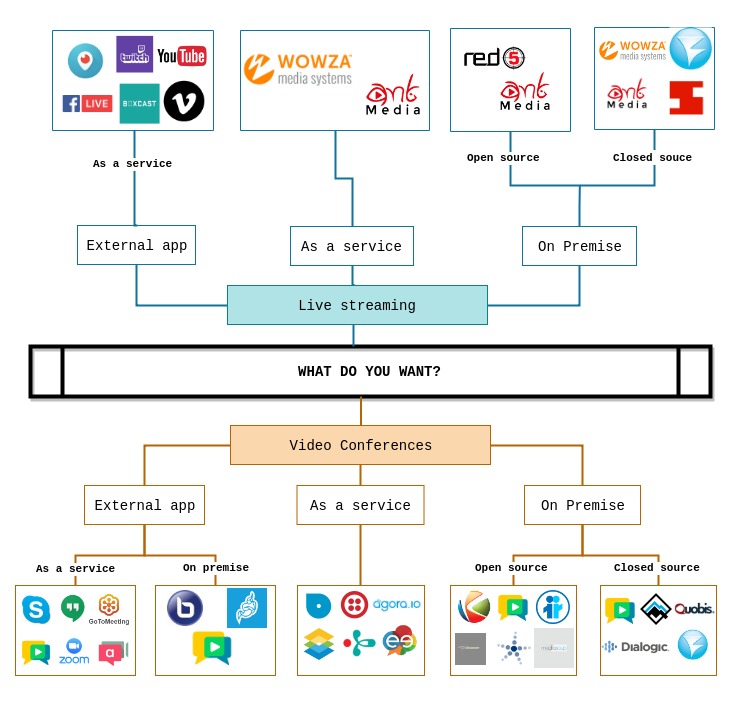 twitch
YouTube
f LIVE
BOXCAST
WOWZA
media systems
ant
Media
red5
ant
Media
WOWZA
media systems
ant
Media
As a service
Open source
Closed souce
External app
As a service
On Premise
Live streaming
WHAT DO YOU WANT?
Video Conferences
External app
As a service
On Premise
As a service
On premise
Open source
Closed source
GoToMeeting
zoom
a
b
agora.io
Quobis
Dialogic